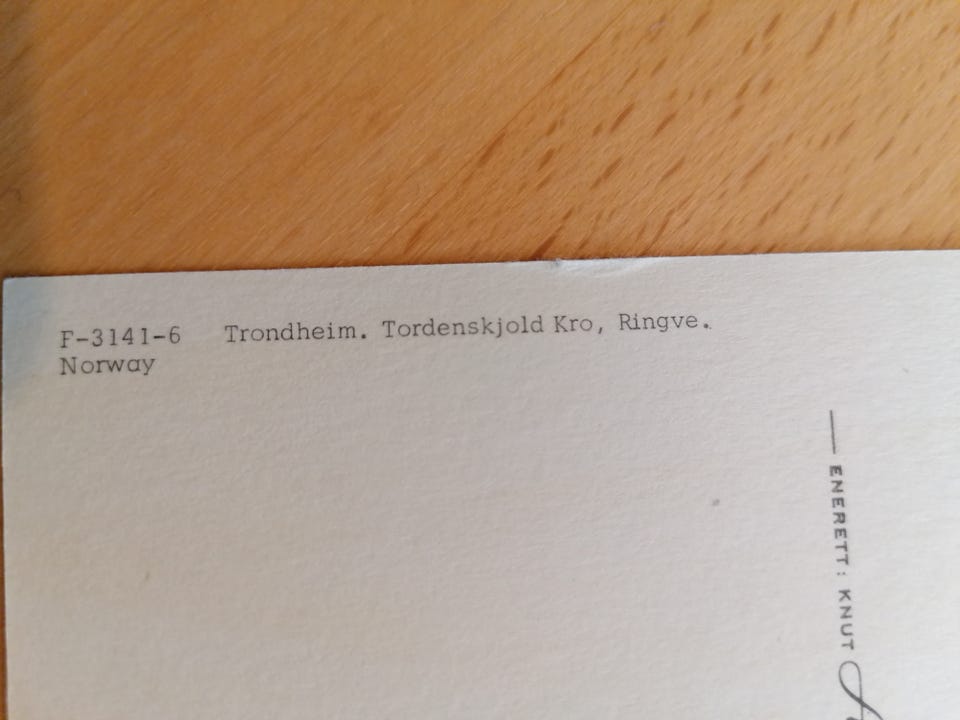 F-3141-6 Trondheim. Tordenskjold Kro, Ringve.
Norway
ENERETT: KNUT